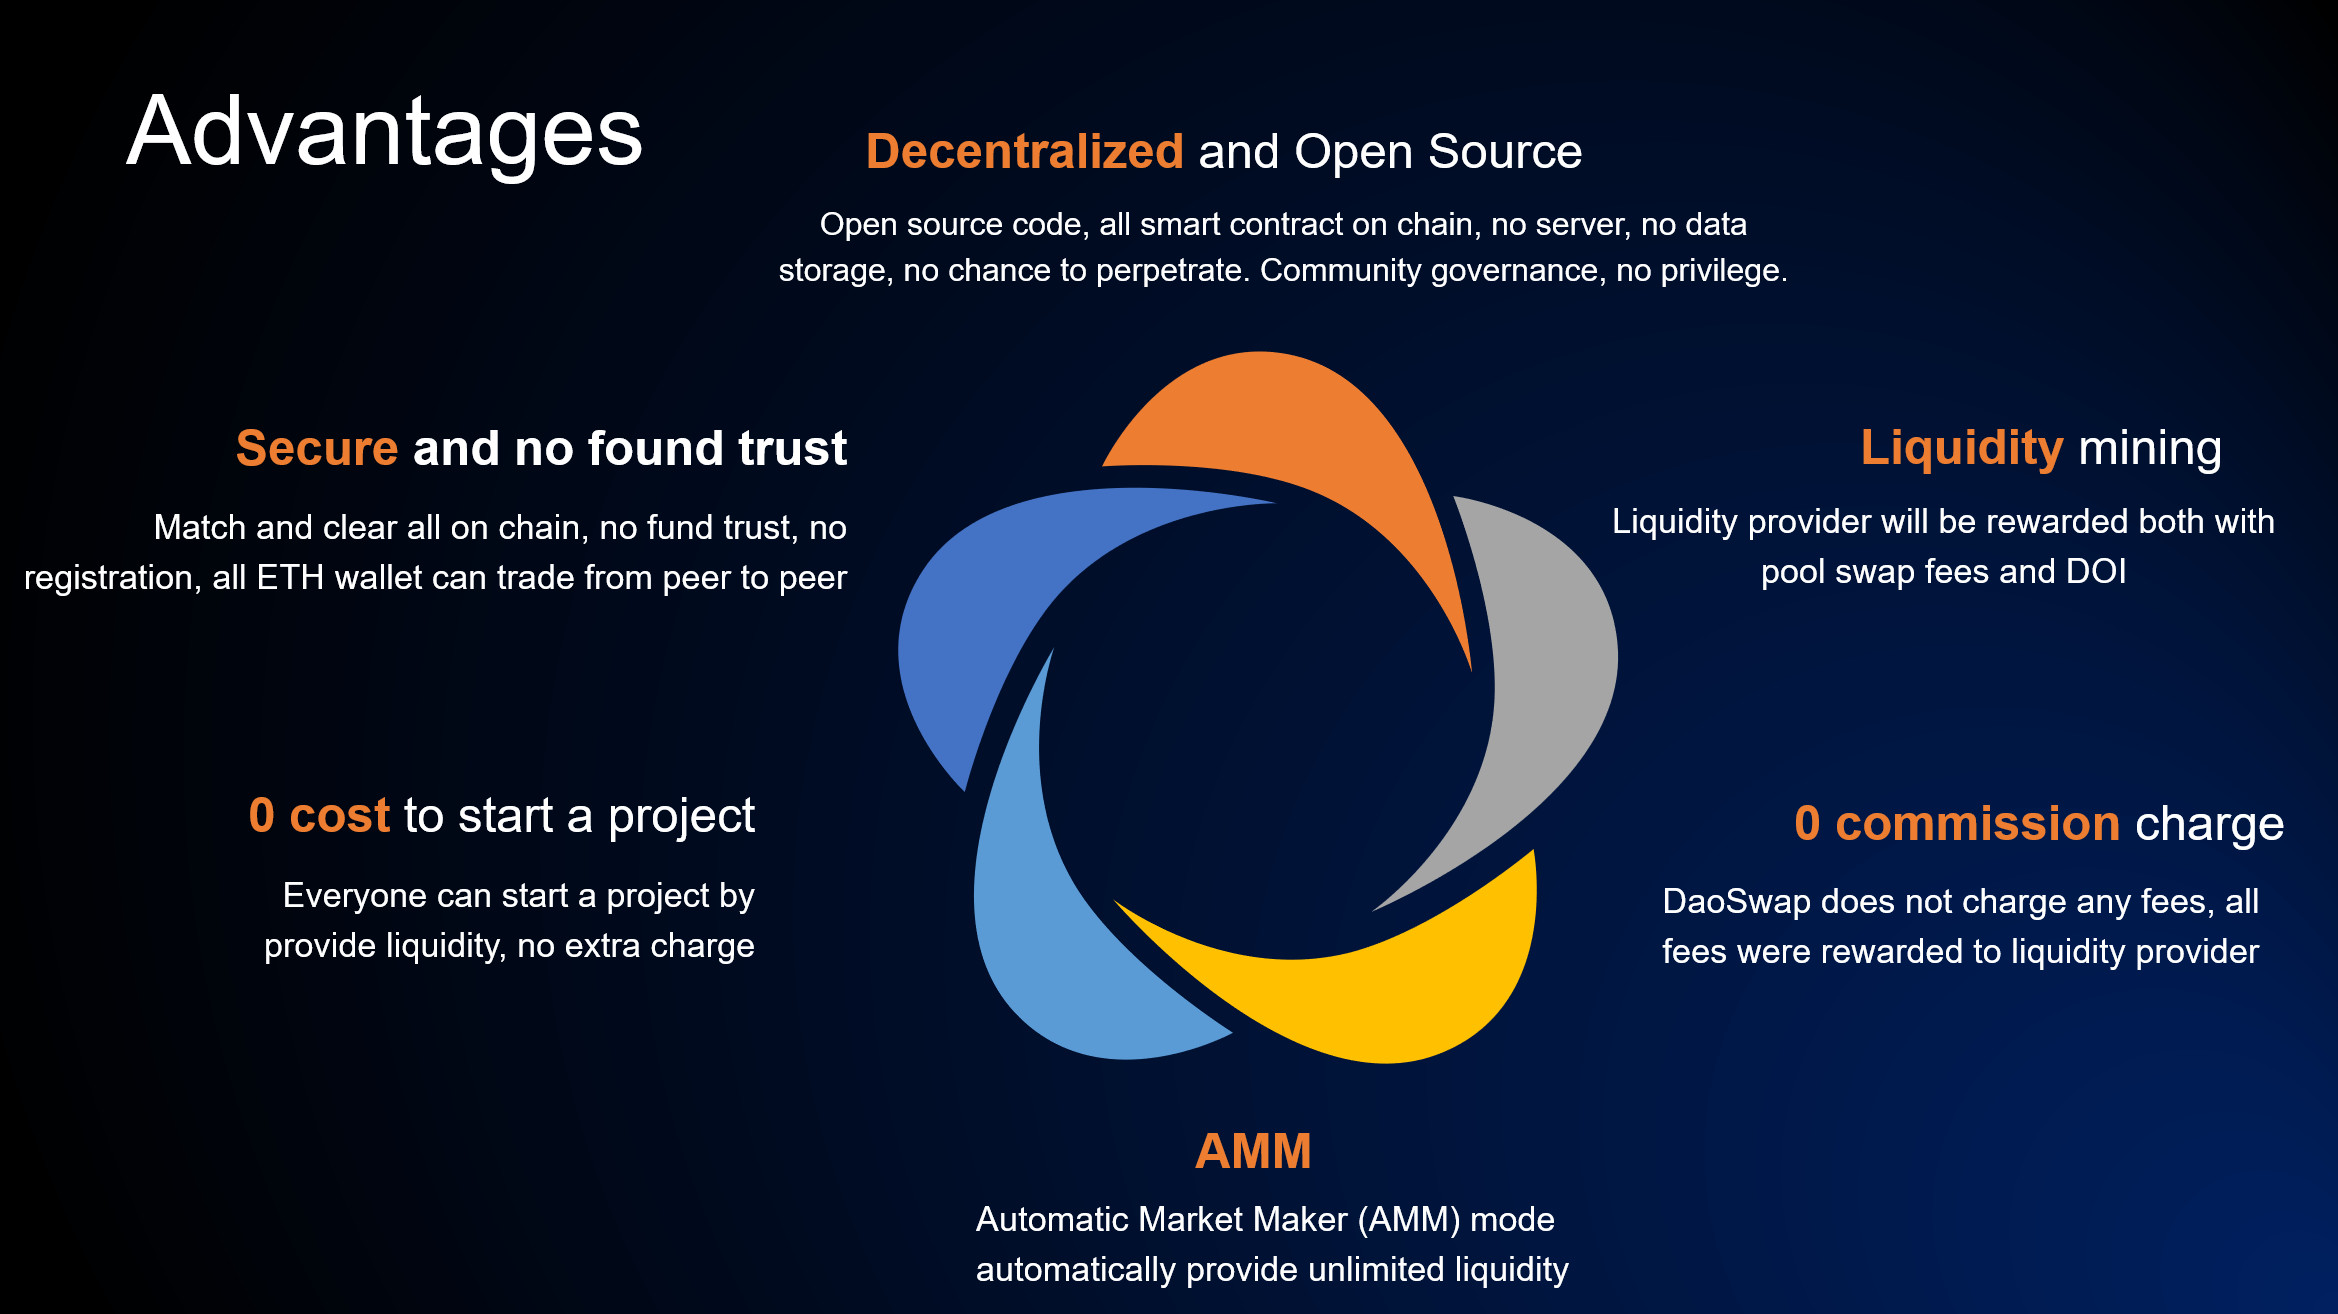 Advantages
Decentralized and Open Source
Open source code, all smart contract on chain, no server, no data
storage, no chance to perpetrate. Community governance, no privilege.
Secure and no found trust
Match and clear all on chain, no fund trust, no
registration, all ETH wallet can trade from peer to peer
Liquidity mining
Liquidity provider will be rewarded both with
pool swap fees and DOI
0 cost to start a project
Everyone can start a project by
provide liquidity, no extra charge
0 commission charge
DaoSwap does not charge any fees, all
fees were rewarded to liquidity provider
AMM
Automatic Market Maker (AMM) mode
automatically provide unlimited liquidity